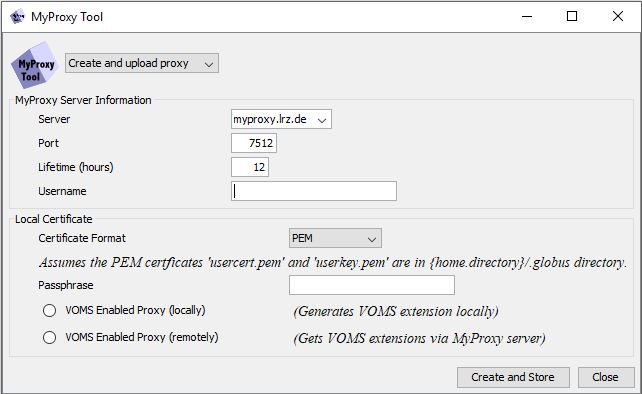 MyProxy Tool
MyProxy
Tool
Create and upload proxy
MyProxy Server Information
Server myproxy.lrz.de
Port 7512
Lifetime (hours) 12
Username
Local Certificate
Certificate Format PEM
Assumes the PEM certficates 'usercert.pem' and 'userkey.pem' are in {home.directory}/.globus directory.
Passphrase
VOMS Enabled Proxy (locally) (Generates VOMS extension locally)
VOMS Enabled Proxy (remotely) (Gets VOMS extensions via MyProxy server)
Create and Store Close